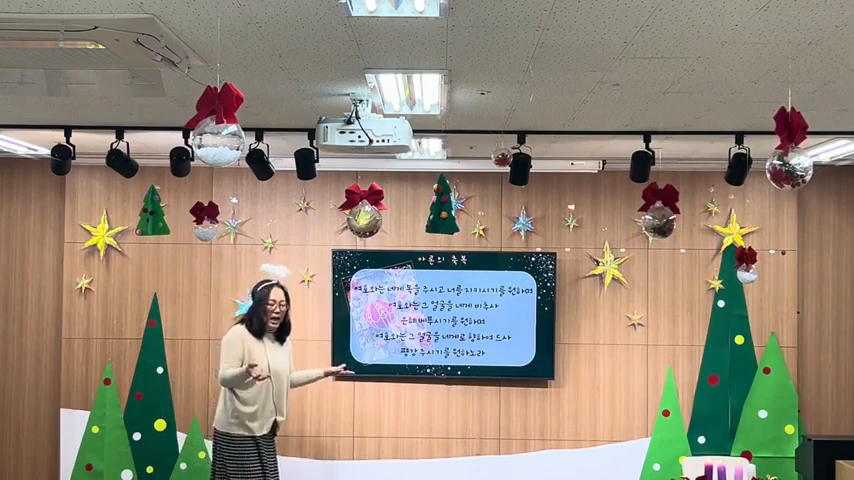 아론의 축복
여호와는 네게 복을 주시고 너를 지키시기를 원하며
여호와는 그 얼굴을 네게 비추사
은혜 베푸시기를 원하며
여호와는 그 얼굴을 네게로 향하여 드사
평강 주시기를 원하노라